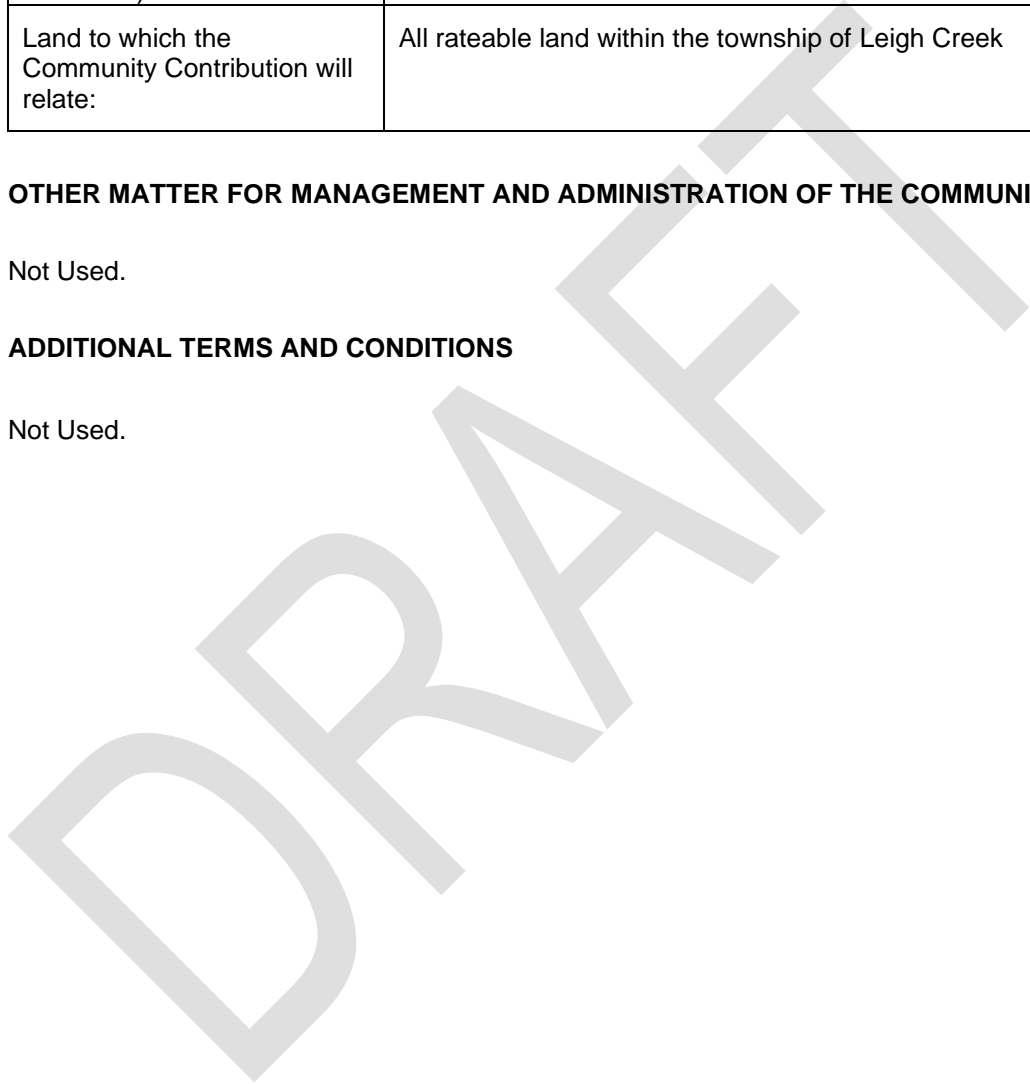 Land to which the
Community Contribution will
relate:
All rateable land within the township of Leigh Creek
OTHER MATTER FOR MANAGEMENT AND ADMINISTRATION OF THE
Not Used.
ADDITIONAL TERMS AND CONDITIONS
Not Used.
DRAFT